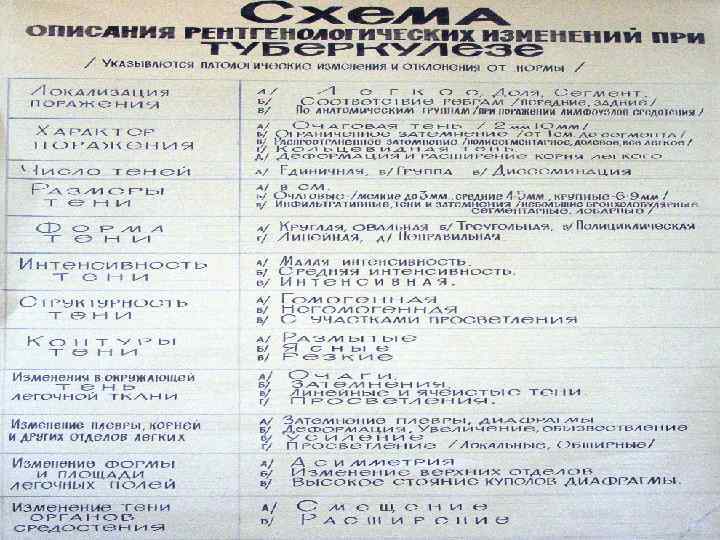 Схема
ОПИСАНИЯ РЕНТГЕНОЛОГИЧЕСКИХ ИЗМЕНЕНИЙ ПРИ
ТУБЕРКУЛЕЗЕ
/ УКАЗЫВАЮТСЯ ПАТОЛОГИЧЕСКИЕ ИЗМЕНЕНИЯ И ОТКЛОНЕНИЯ ОТ НОРМЫ /
ЛОКАЛИЗАЦИЯ
ПОРАЖЕНИЯ
А/ ЛЕГКОЕ, ДОЛЯ, СЕГМЕНТ.
Б/ СООТВЕТСТВИЕ РЕБРАМ / ПЕРЕДНИЕ, ЗАДНИЕ /
В/ ПО АНАТОМИЧЕСКИМ ГРУППАМ / ПРИ ПОРАЖЕНИИ ЛИМФОУЗЛОВ СРЕДОТЕНИЯ /
ХАРАКТОР
ПОРАЖЕНИЯ
А/ ОЧАГОВАЯ ТЕНЬ / 2 мм 10 мм /
Б/ ОГРАНИЧЕННОЕ ЗАТЕМНЕНИЕ / ОТ 1 СМ. ДО СЕГМЕНТА /
В/ РАСПРОСТРАНЕННОЕ ЗАТЕМНЕНИЕ / ПОЛИСЕГМЕНТАРНОЕ, ДОЛЕВОЕ, ВСЕ ЛЕГКОЕ /
Г/ КОЛЬЦЕВИДНАЯ ТЕНЬ.
Д/ ДЕФОРМАЦИЯ И РАСШИРЕНИЕ КОРНЯ ЛЕГКОГО
ЧИСЛО ТЕНЕЙ
А/ ЕДИНИЧНАЯ, Б/ ГРУППА В/ ДИССЕМИНАЦИЯ
РАЗМЕРЫ
ТЕНИ
А/ В СМ.
Б/ ОЧАГОВЫЕ - / МЕЛКИЕ ДО 3 мм, СРЕДНИЕ 4-5 мм, КРУПНЫЕ - 6-9 мм /
В/ ИНФИЛЬТРАТИВНЫЕ ТЕНИ И ЗАТЕМНЕНИЯ / НЕБОЛЬШИЕ БРОНХОЛОБУЛЯРНЫЕ
СЕГМЕНТАРНЫЕ, ЛОБАРНЫЕ /
ФОРМА
ТЕНИ
А/ КРУГЛАЯ, ОВАЛЬНАЯ Б/ ТРЕУГОЛЬНАЯ, В/ ПОЛИЦИКЛИЧЕСКАЯ
Г/ ЛИНЕЙНАЯ, Д/ НЕПРАВИЛЬНАЯ.
ИНТЕНСИВНОСТЬ
ТЕНИ
А/ МАЛАЯ ИНТЕНСИВНОСТЬ.
Б/ СРЕДНЯЯ ИНТЕНСИВНОСТЬ.
В/ ИНТЕНСИВНАЯ.
СТРУКТУРНОСТЬ
ТЕНИ
А/ ГОМОГЕННАЯ
Б/ НЕГОМОГЕННАЯ
В/ С УЧАСТКАМИ ПРОСВЕТЛЕНИЯ
КОНТУРЫ
ТЕНИ
А/ РАЗМЫТЫЕ
Б/ ЯСНЫЕ
В/ РЕЗКИЕ
ИЗМЕНЕНИЯ В ОКРУЖАЮЩЕЙ
ТЕНЬ
ЛЕГОЧНОЙ ТКАНИ
А/ ОЧАГИ.
Б/ ЗАТЕМНЕНИЯ.
В/ ЛИНЕЙНЫЕ И ЯЧЕИСТЫЕ ТЕНИ.
Г/ ПРОСВЕТЛЕНИЯ.
ИЗМЕНЕНИЕ ПЛЕВРЫ, КОРНЕЙ
И ДРУГИХ ОТДЕЛОВ ЛЕГКИХ
А/ ЗАТЕМНЕНИЕ ПЛЕВРЫ, ДИАФРАГМЫ
Б/ ДЕФОРМАЦИЯ, УВЕЛИЧЕНИЕ, ОБЫЗВЕСТВЛЕНИЕ
В/ УСИЛЕНИЕ
Г/ ПРОСВЕТЛЕНИЕ / ЛОКАЛЬНЫЕ, ОБШИРНЫЕ /
ИЗМЕНЕНИЕ ФОРМЫ
И ПЛОЩАДИ
ЛЕГОЧНЫХ ПОЛЕЙ
А/ АСИММЕТРИЯ
Б/ ИЗМЕНЕНИЕ ВЕРХНИХ ОТДЕЛОВ
В/ ВЫСОКОЕ СТОЯНИЕ КУПОЛОВ ДИАФРАГМЫ.
ИЗМЕНЕНИЕ ТЕНИ
ОРГАНОВ
СРЕДОСТЕНИЯ
А/ СМЕЩЕНИЕ
Б/ РАСШИРЕНИЕ